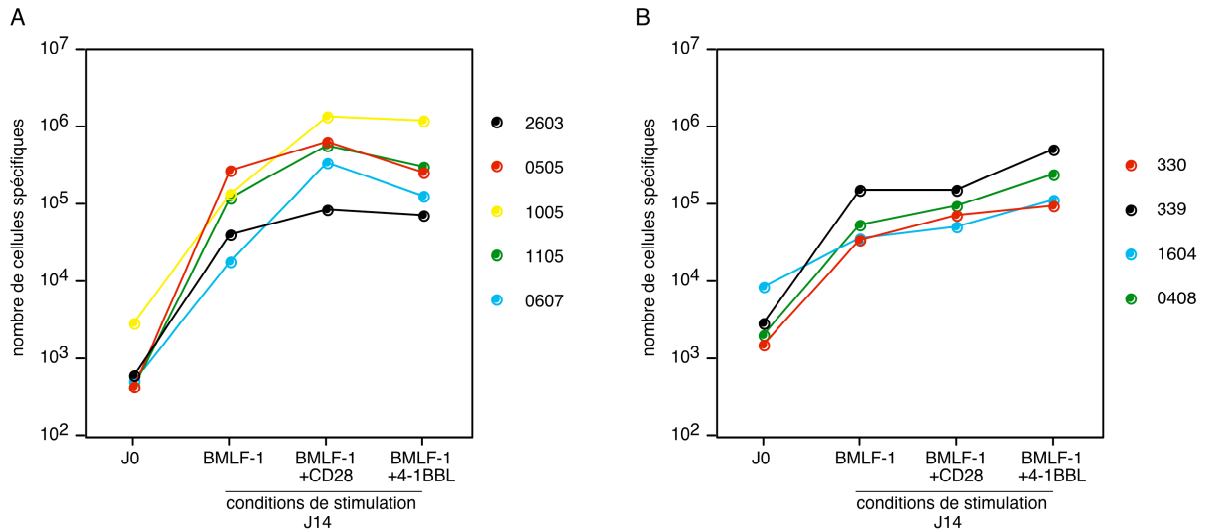 A
nombre de cellules spécifiques
10⁷
10⁶
10⁵
10⁴
10³
10²
J0
BMLF-1
BMLF-1
+CD28
BMLF-1
+4-1BBL
conditions de stimulation
J14
2603
0505
1005
1105
0607
B
nombre de cellules spécifiques
10⁷
10⁶
10⁵
10⁴
10³
10²
J0
BMLF-1
BMLF-1
+CD28
BMLF-1
+4-1BBL
conditions de stimulation
J14
330
339
1604
0408